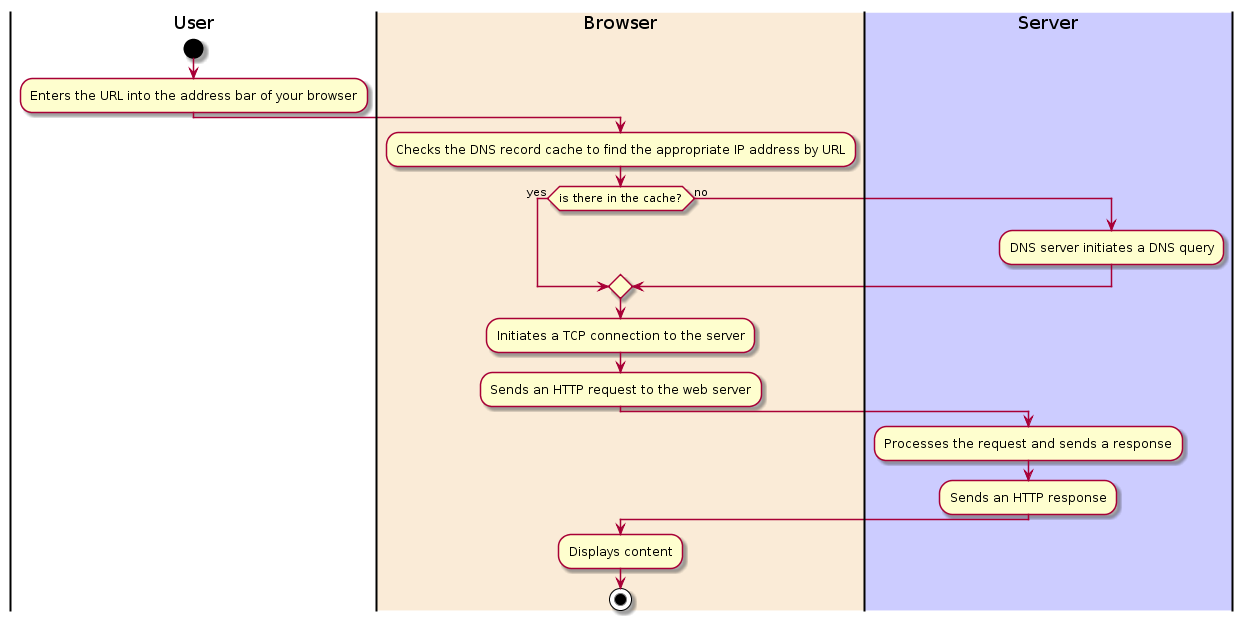 User
Browser
Server
Enters the URL into the address bar of your browser
Checks the DNS record cache to find the appropriate IP address by URL
yes
is there in the cache?
no
DNS server initiates a DNS query
Initiates a TCP connection to the server
Sends an HTTP request to the web server
Processes the request and sends a response
Sends an HTTP response
Displays content